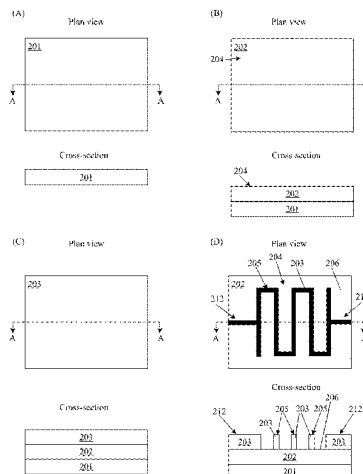 (A)
Plan view
201
A A
Cross-section
201
(B)
Plan view
202
204
A A
Cross section
204
202
201
(C)
Plan view
203
A A
Cross-section
203
202
201
(D)
Plan view
205 204 203 206
202
212
A A
Cross-section
206
212 205 203 205 212
203 203
203
202
201